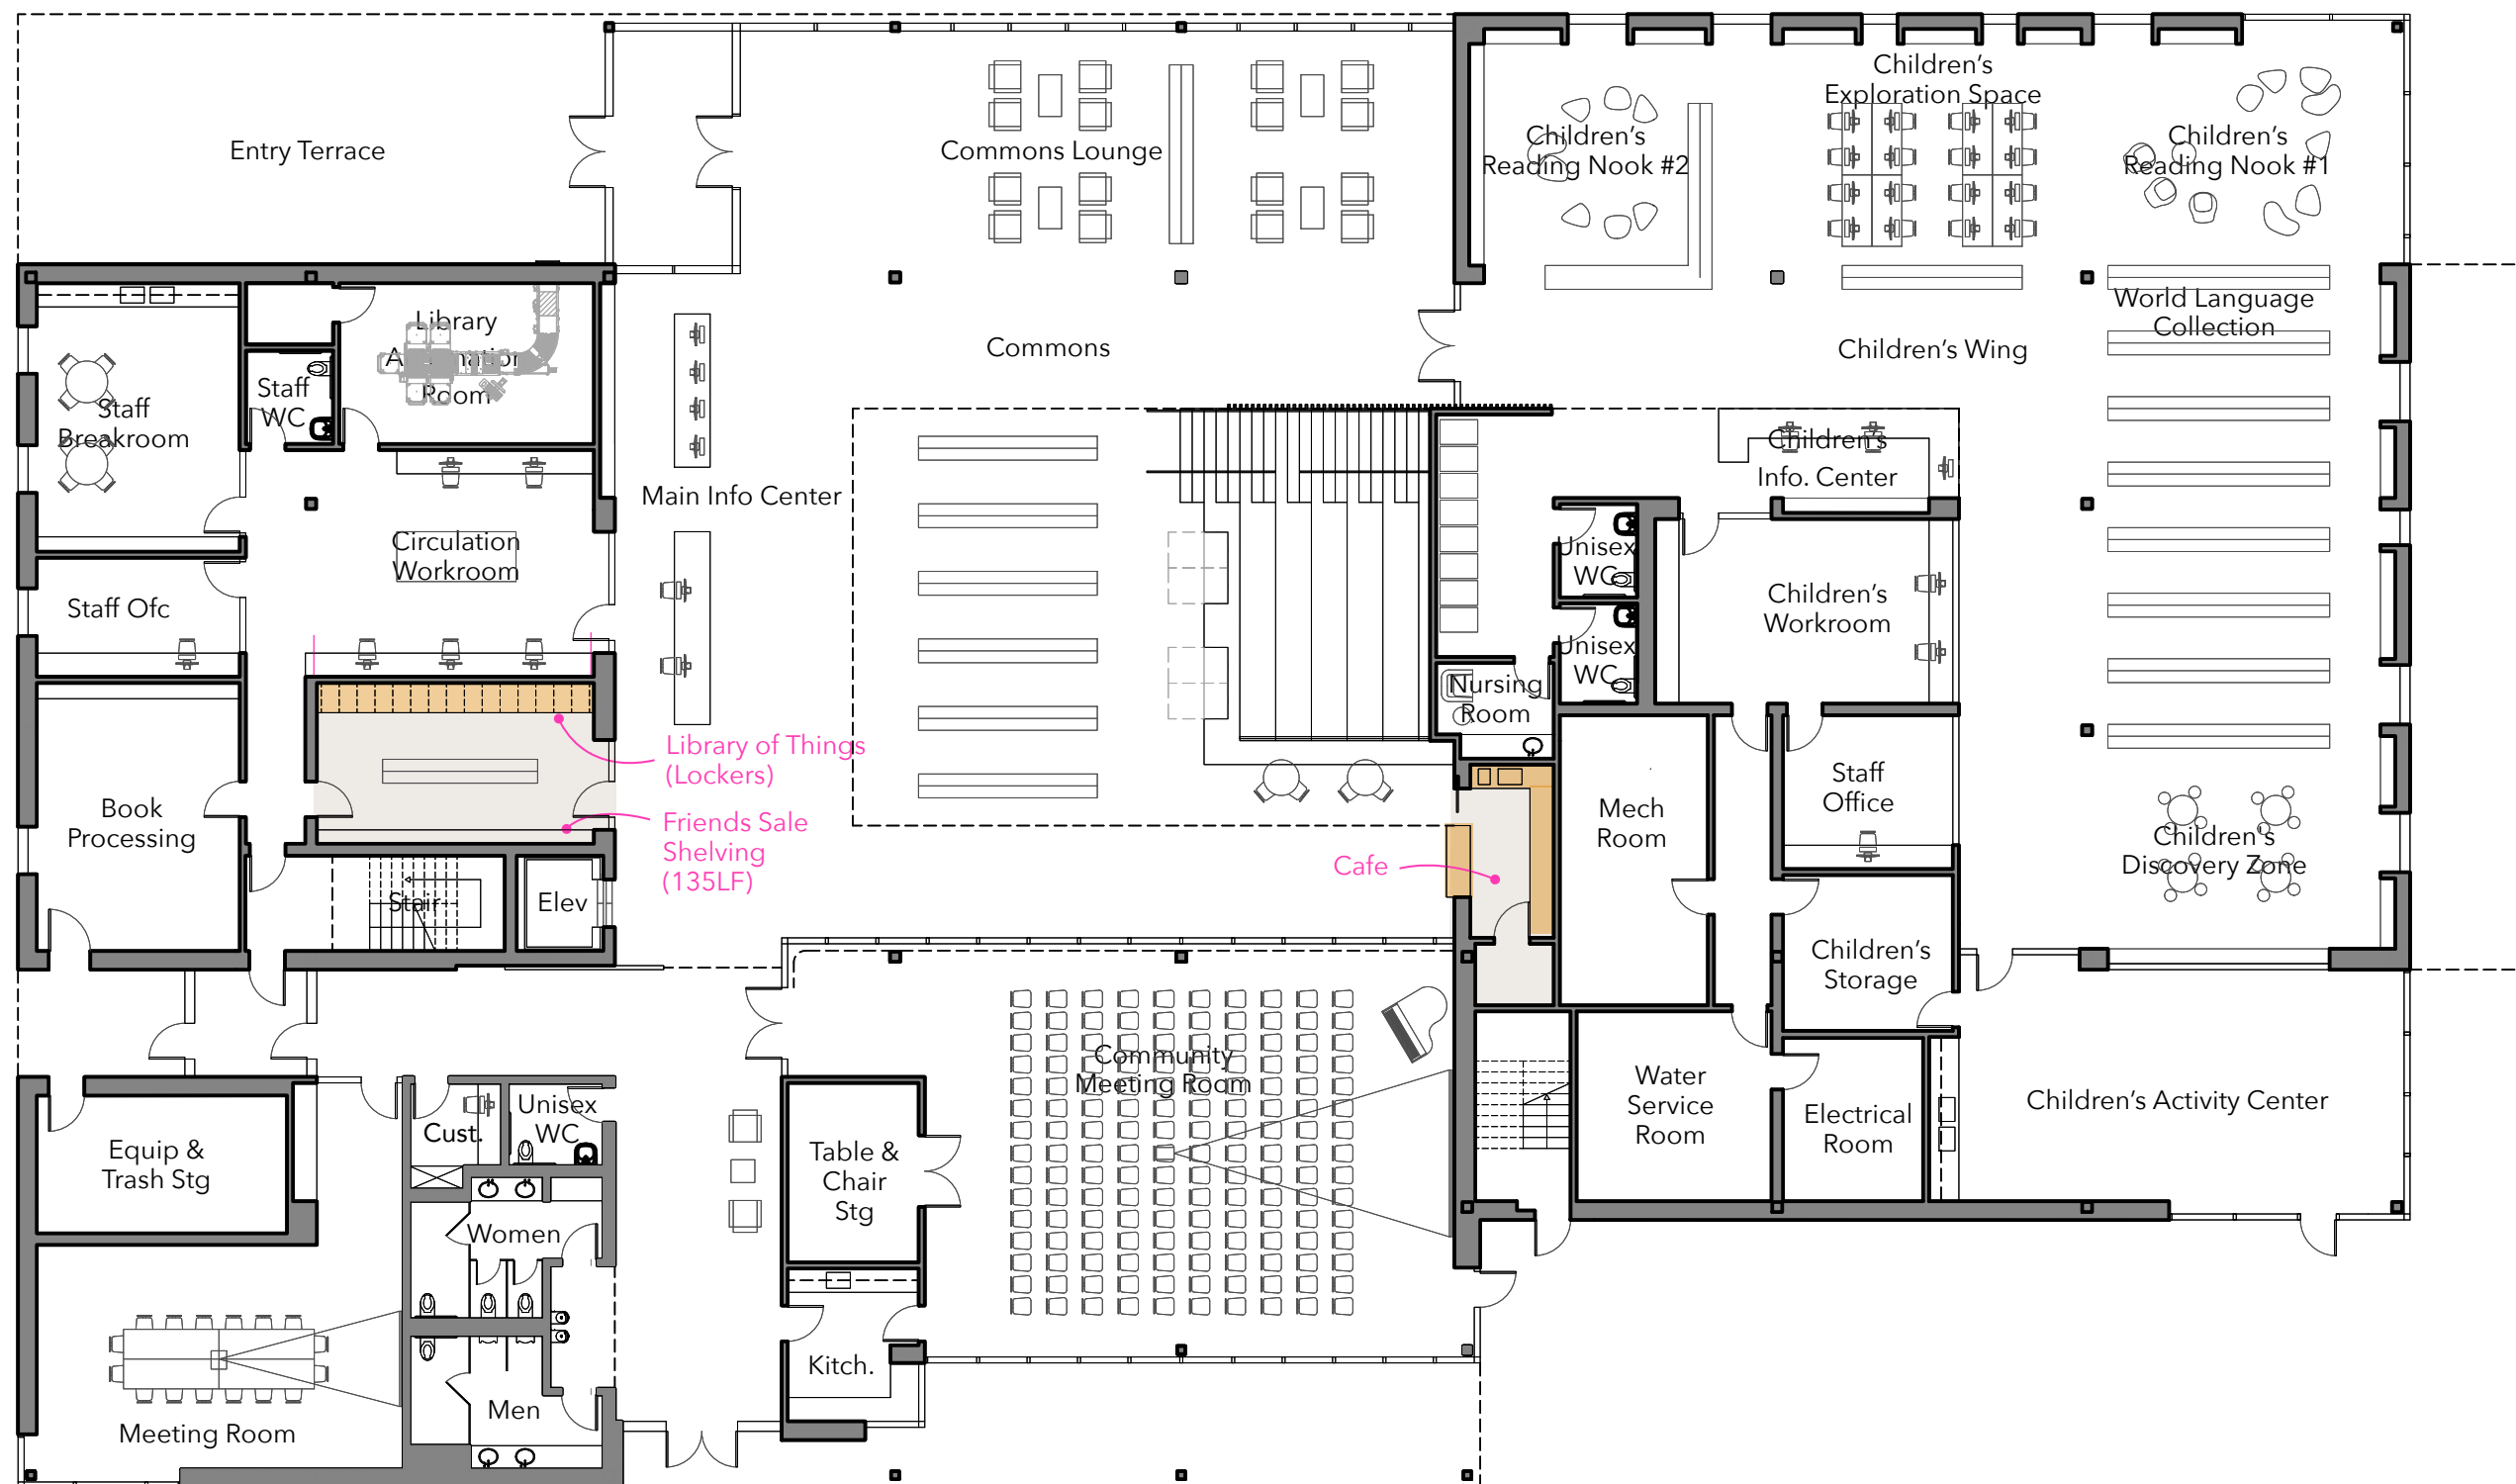 Entry Terrace
Commons Lounge
Children's
Reading Nook #2
Children's
Exploration Space
Children's
Reading Nook #1
World Language
Collection
Library
Automation
Room
Staff
WC
Staff
Breakroom
Commons
Children's Wing
Main Info Center
Children's
Info. Center
Circulation
Workroom
Staff Ofc
Unisex
WC
Unisex
WC
Children's
Workroom
Nursing
Room
Library of Things
(Lockers)
Friends Sale
Shelving
(135LF)
Book
Processing
Stair
Elev
Cafe
Mech
Room
Staff
Office
Children's
Discovery Zone
Children's
Storage
Community
Meeting Room
Water
Service
Room
Electrical
Room
Children's Activity Center
Equip &
Trash Stg
Cust.
Unisex
WC
Table &
Chair
Stg
Women
Kitch.
Men
Meeting Room